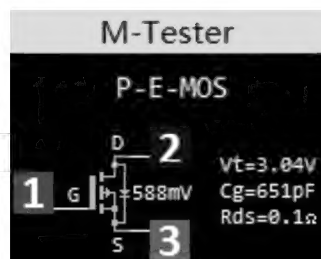 M-Tester
P-E-MOS
D 2
1 G 588mV
S 3
Vt=3.04V
Cg=651pF
Rds=0.1Ω